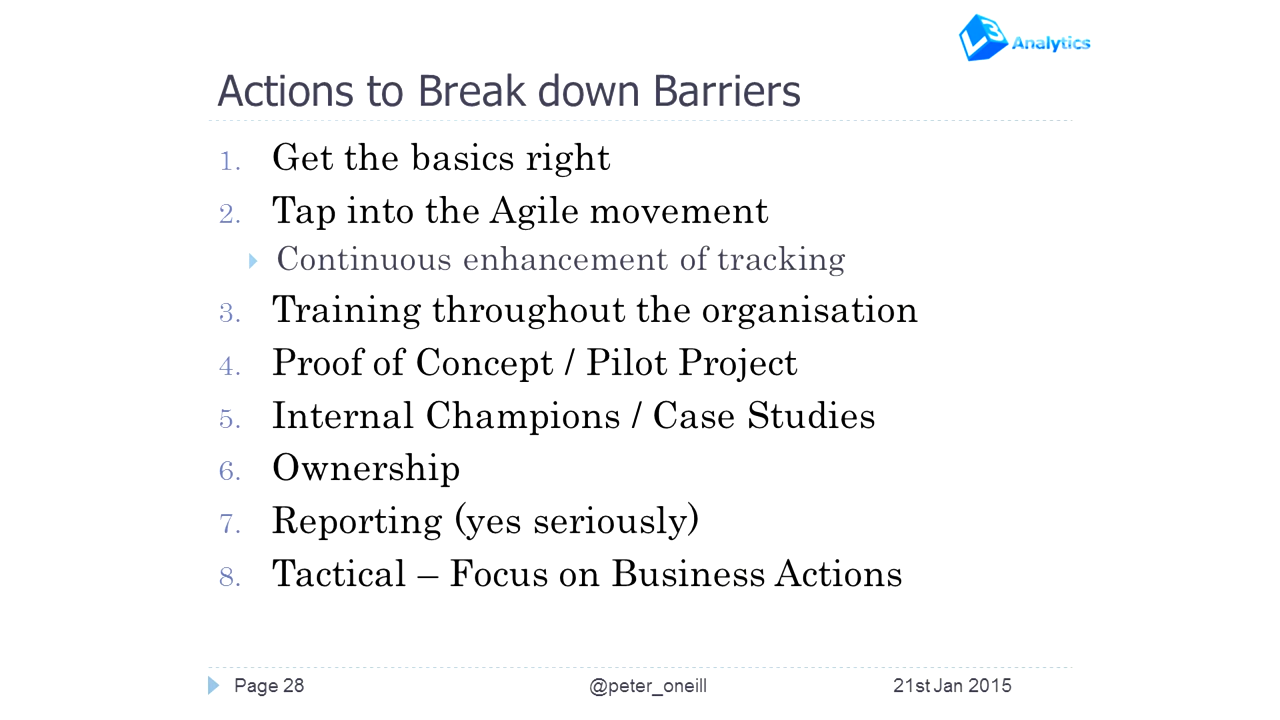 L3 Analytics
Actions to Break down Barriers
1. Get the basics right
2. Tap into the Agile movement
Continuous enhancement of tracking
3. Training throughout the organisation
4. Proof of Concept / Pilot Project
5. Internal Champions / Case Studies
6. Ownership
7. Reporting (yes seriously)
8. Tactical – Focus on Business Actions
Page 28 @peter_oneill 21st Jan 2015